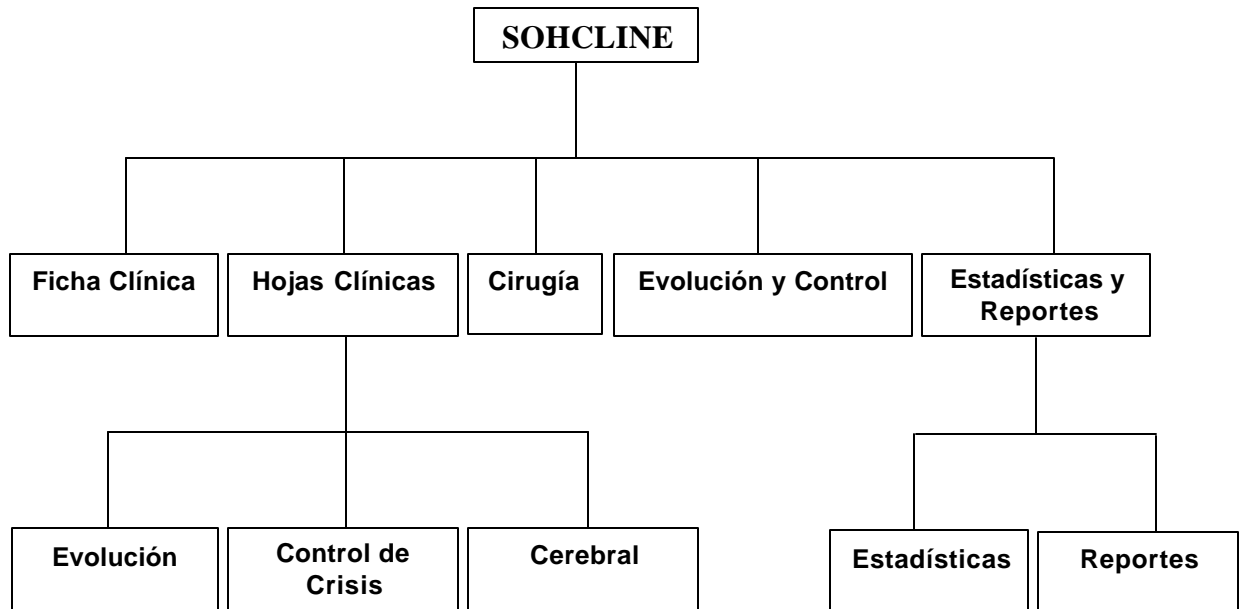 SOHCLINE
Ficha Clínica
Hojas Clínicas
Cirugía
Evolución y Control
Estadísticas y
Reportes
Evolución
Control de
Crisis
Cerebral
Estadísticas
Reportes